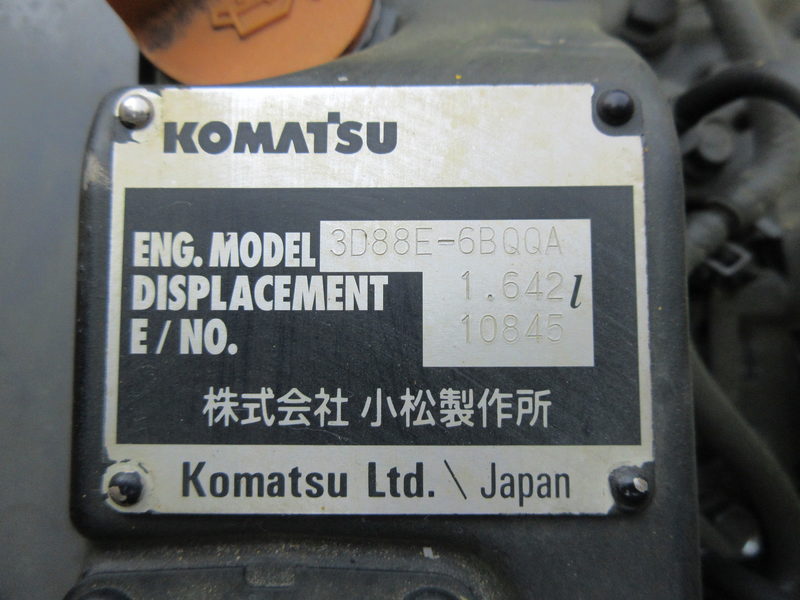 KOMATSU
ENG. MODEL 3D88E-6BQQA
DISPLACEMENT 1.642 l
E / NO. 10845
株式会社 小松製作所
Komatsu Ltd. \ Japan